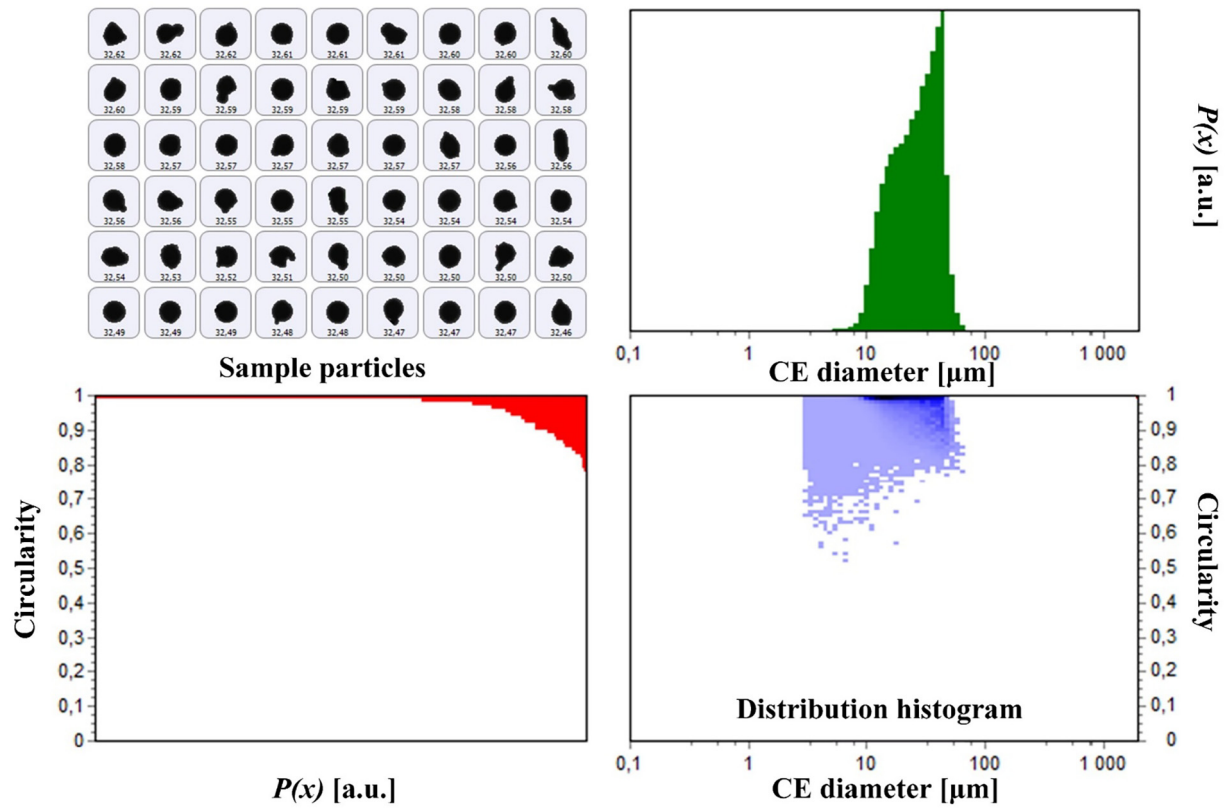 32,62 32,62 32,62 32,61 32,61 32,61 32,60 32,60 32,60
32,60 32,59 32,59 32,59 32,59 32,59 32,58 32,58 32,58
32,58 32,57 32,57 32,57 32,57 32,57 32,57 32,56 32,56
32,56 32,56 32,55 32,55 32,55 32,54 32,54 32,54 32,54
32,54 32,53 32,52 32,51 32,50 32,50 32,50 32,50 32,50
32,49 32,49 32,49 32,48 32,48 32,47 32,47 32,47 32,46
Sample particles
P(x) [a.u.]
0,1 1 10 100 1 000
CE diameter [µm]
Circularity
1
0,9
0,8
0,7
0,6
0,5
0,4
0,3
0,2
0,1
0
P(x) [a.u.]
1
0,9
0,8
0,7
0,6
0,5
0,4
0,3
0,2
0,1
0
Circularity
Distribution histogram
0,1 1 10 100 1 000
CE diameter [µm]